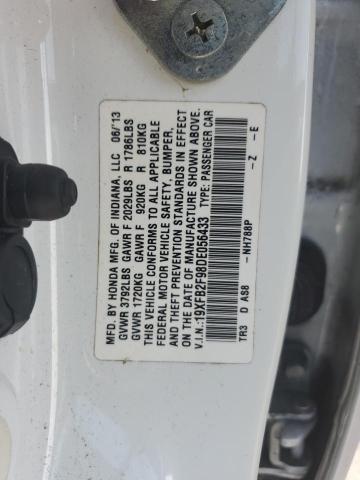 MFD. BY HONDA MFG. OF INDIANA, LLC 06/13
GVWR 3792LBS GAWR F 2029LBS R 1786LBS
GVWR 1720KG GAWR F 920KG R 810KG
THIS VEHICLE CONFORMS TO ALL APPLICABLE
FEDERAL MOTOR VEHICLE SAFETY, BUMPER,
AND THEFT PREVENTION STANDARDS IN EFFECT
ON THE DATE OF MANUFACTURE SHOWN ABOVE.
V.I.N.:19XFB2F98DE056433 TYPE: PASSENGER CAR
TR3 D AS8 - NH788P - Z - E